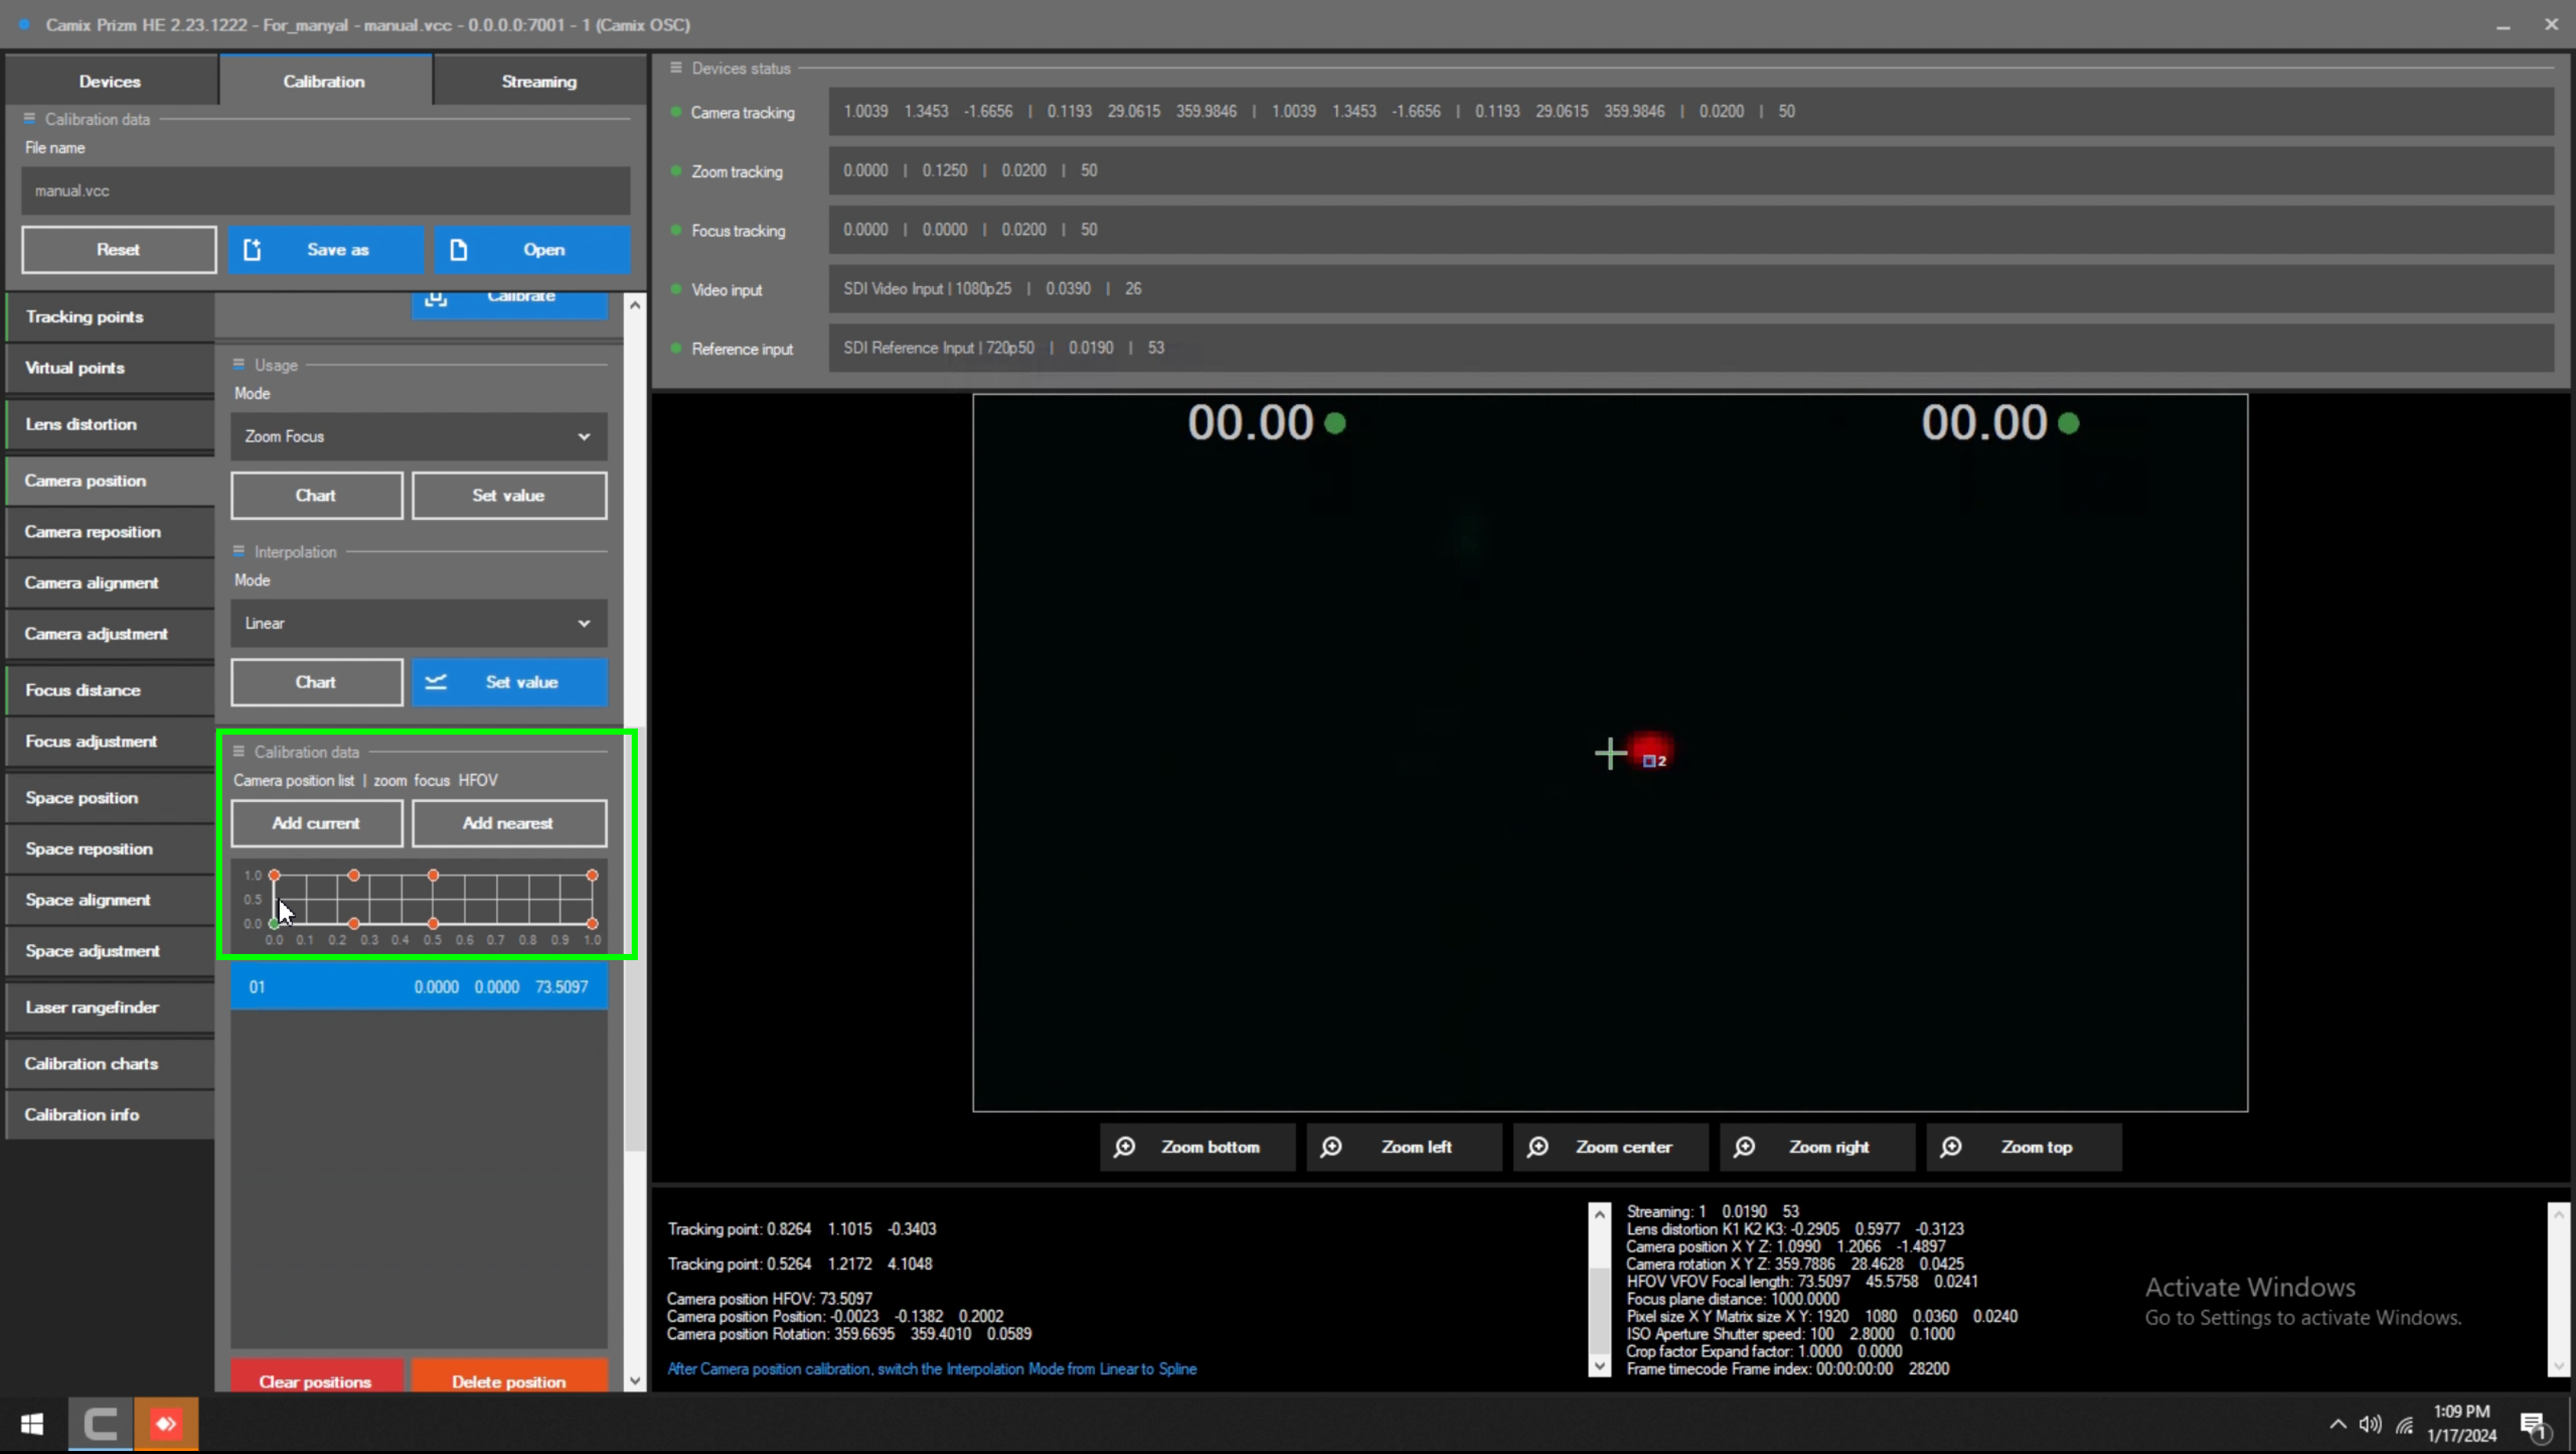 Camix Prizm HE 2.23.1222 - For_manyal - manual.vcc - 0.0.0.0:7001 - 1 (Camix OSC)
Devices
Calibration
Streaming
Calibration data
File name
manual.vcc
Reset
Save as
Open
Tracking points
Virtual points
Lens distortion
Camera position
Camera reposition
Camera alignment
Camera adjustment
Focus distance
Focus adjustment
Space position
Space reposition
Space alignment
Space adjustment
Laser rangefinder
Calibration charts
Calibration info
Calibrate
Usage
Mode
Zoom Focus
Chart
Set value
Interpolation
Mode
Linear
Chart
Set value
Calibration data
Camera position list | zoom focus HFOV
Add current
Add nearest
1.0
0.5
0.0
0.0 0.1 0.2 0.3 0.4 0.5 0.6 0.7 0.8 0.9 1.0
01 0.0000 0.0000 73.5097
Clear positions
Delete position
Devices status
Camera tracking 1.0039 1.3453 -1.6656 | 0.1193 29.0615 359.9846 | 1.0039 1.3453 -1.6656 | 0.1193 29.0615 359.9846 | 0.0200 | 50
Zoom tracking 0.0000 | 0.1250 | 0.0200 | 50
Focus tracking 0.0000 | 0.0000 | 0.0200 | 50
Video input SDI Video Input | 1080p25 | 0.0390 | 26
Reference input SDI Reference Input | 720p50 | 0.0190 | 53
00.00
00.00
2
Zoom bottom
Zoom left
Zoom center
Zoom right
Zoom top
Tracking point: 0.8264 1.1015 -0.3403
Tracking point: 0.5264 1.2172 4.1048
Camera position HFOV: 73.5097
Camera position Position: -0.0023 -0.1382 0.2002
Camera position Rotation: 359.6695 359.4010 0.0589
After Camera position calibration, switch the Interpolation Mode from Linear to Spline
Streaming: 1 0.0190 53
Lens distortion K1 K2 K3: -0.2905 0.5977 -0.3123
Camera position X Y Z: 1.0990 1.2066 -1.4897
Camera rotation X Y Z: 359.7886 28.4628 0.0425
HFOV VFOV Focal length: 73.5097 45.5758 0.0241
Focus plane distance: 1000.0000
Pixel size X Y Matrix size X Y: 1920 1080 0.0360 0.0240
ISO Aperture Shutter speed: 100 2.8000 0.1000
Crop factor Expand factor: 1.0000 0.0000
Frame timecode Frame index: 00:00:00:00 28200
Activate Windows
Go to Settings to activate Windows.
1:09 PM
1/17/2024
1